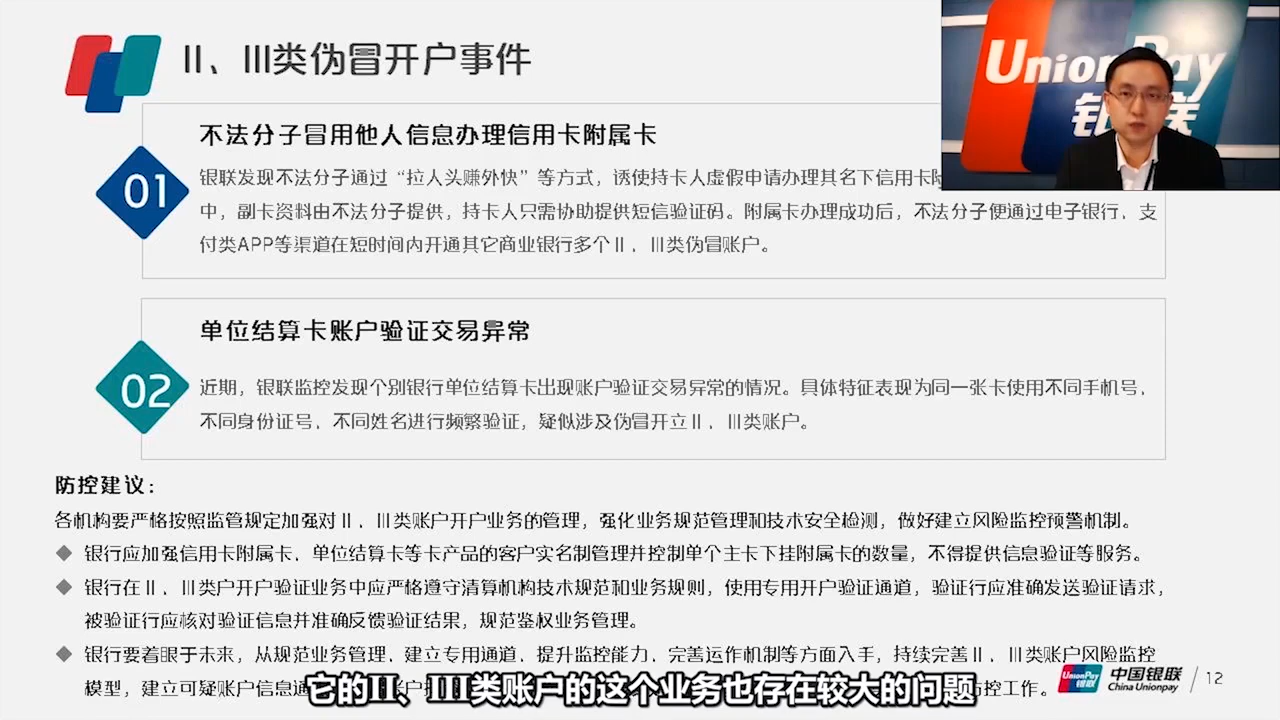 II、III类伪冒开户事件
UnionPay
银联
不法分子冒用他人信息办理信用卡附属卡
01
银联发现不法分子通过“拉人头赚外快”等方式，诱使持卡人虚假申请办理其名下信用卡
中，副卡资料由不法分子提供，持卡人只需协助提供短信验证码。附属卡办理成功后，不法分子便通过电子银行、支
付类APP等渠道在短时间内开通其它商业银行多个II、III类伪冒账户。
单位结算卡账户验证交易异常
02
近期，银联监控发现个别银行单位结算卡出现账户验证交易异常的情况。具体特征表现为同一张卡使用不同手机号、
不同身份证号、不同姓名进行频繁验证，疑似涉及伪冒开立II、III类账户。
防控建议：
各机构要严格按照监管规定加强对II、III类账户开户业务的管理，强化业务规范管理和技术安全检测，做好建立风险监控预警机制。
◆ 银行应加强信用卡附属卡、单位结算卡等卡产品的客户实名制管理并控制单个主卡下挂附属卡的数量，不得提供信息验证等服务。
◆ 银行在II、III类户开户验证业务中应严格遵守清算机构技术规范和业务规则，使用专用开户验证通道，验证行应准确发送验证请求，
被验证行应核对验证信息并准确反馈验证结果，规范鉴权业务管理。
◆ 银行要着眼于未来，从规范业务管理、建立专用通道、提升监控能力、完善运作机制等方面入手，持续完善II、III类账户风险监控
模型，建立可疑账户信息 防控工作。
它的II、III类账户的这个业务也存在较大的问题
UnionPay 银联 中国银联 China Unionpay 12